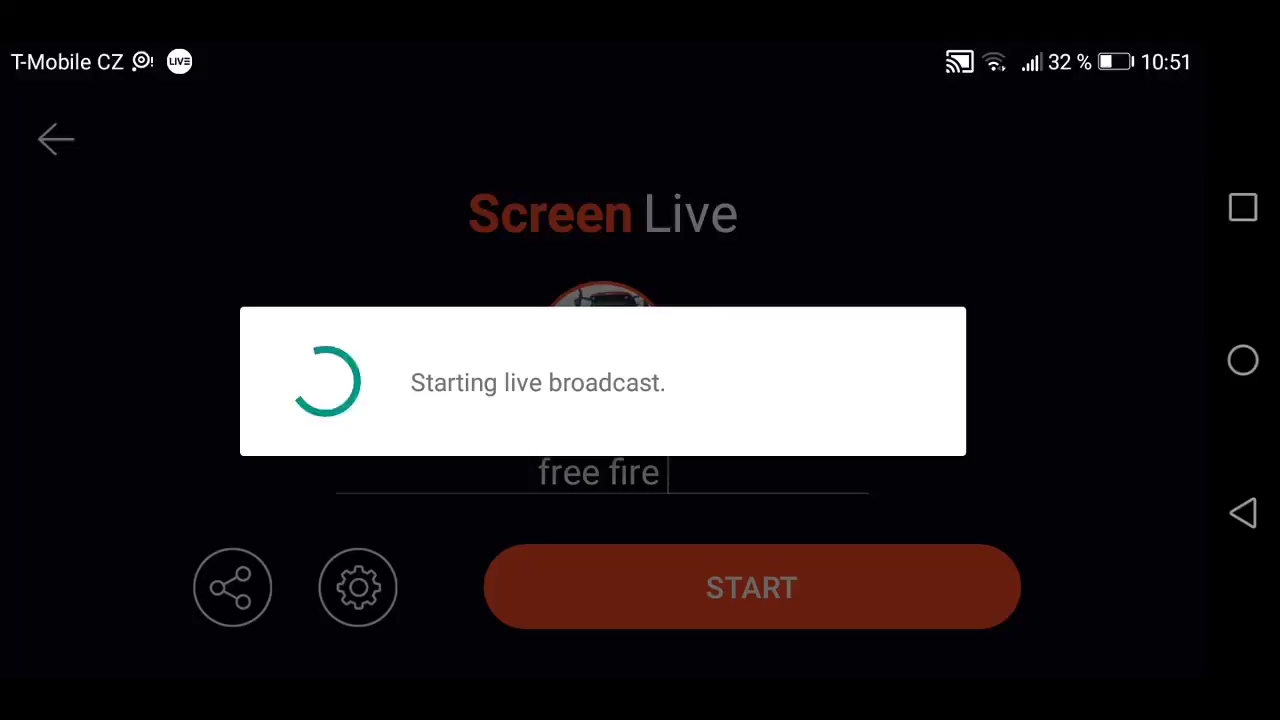 T-Mobile CZ LIVE 32 % 10:51
Screen Live
Starting live broadcast.
free fire
START